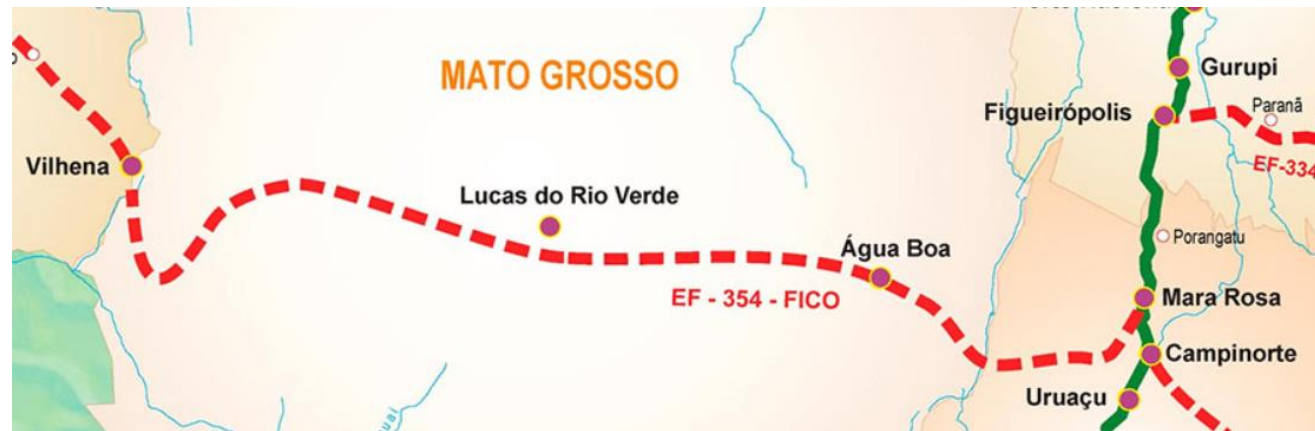 Gurupi
MATO GROSSO
Paranã
Figueirópolis
EF-334
Vilhena
Lucas do Rio Verde
Porangatu
Água Boa
EF - 354 - FICO
Mara Rosa
Campinorte
Uruaçu